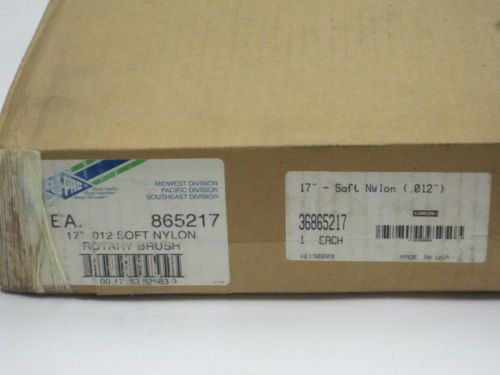 MIDWEST DIVISION
PACIFIC DIVISION
SOUTHEAST DIVISION
EA. 865217
17" .012 SOFT NYLON
ROTARY BRUSH
17" - Soft Nylon (.012")
36865217
1 EACH
MADE IN USA